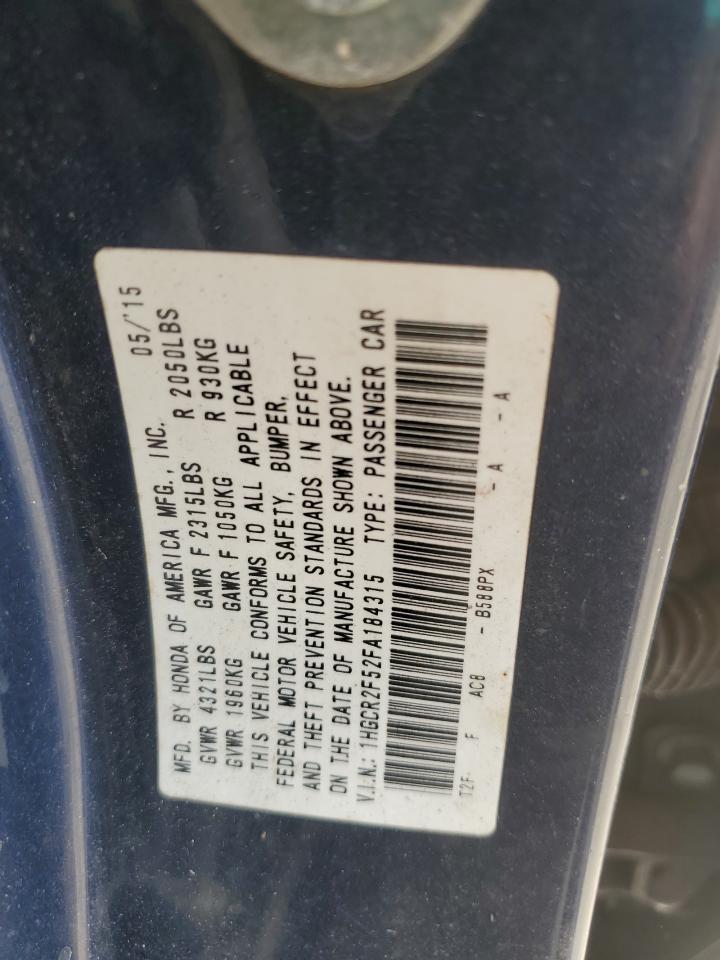 MFD. BY HONDA OF AMERICA MFG., INC. 05/'15
GVWR 4321LBS GAWR F 2315LBS R 2050LBS
GVWR 1960KG GAWR F 1050KG R 930KG
THIS VEHICLE CONFORMS TO ALL APPLICABLE
FEDERAL MOTOR VEHICLE SAFETY, BUMPER,
AND THEFT PREVENTION STANDARDS IN EFFECT
ON THE DATE OF MANUFACTURE SHOWN ABOVE.
V.I.N.: 1HGCR2F52FA184315 TYPE: PASSENGER CAR
T2F- F AC8 - B588PX - A - A